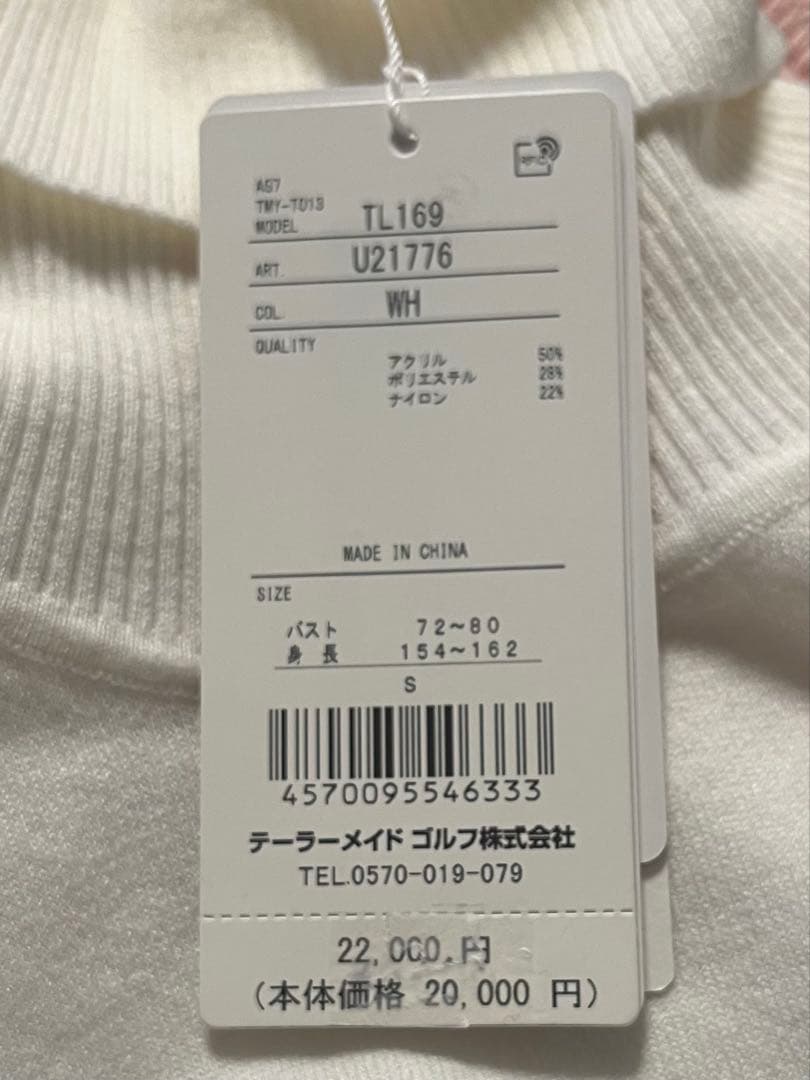 AS7
TMY-T013
MODEL TL169
ART. U21776
COL. WH
QUALITY
アクリル 50%
ポリエステル 28%
ナイロン 22%
MADE IN CHINA
SIZE
バスト 72~80
身長 154~162
S
4570095546333
テーラーメイド ゴルフ株式会社
TEL.0570-019-079
22,000.円
(本体価格 20,000 円)